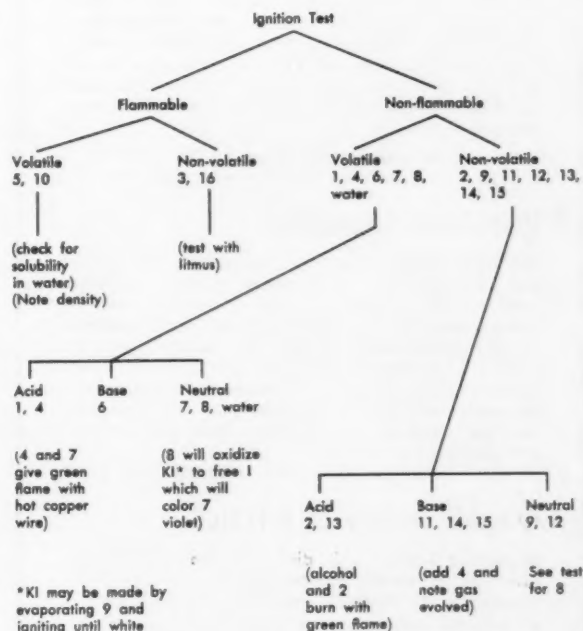 Ignition Test
Flammable
Non-flammable
Volatile
5, 10
Non-volatile
3, 16
Volatile
1, 4, 6, 7, 8,
water
Non-volatile
2, 9, 11, 12, 13,
14, 15
(check for
solubility
in water)
(Note density)
(test with
litmus)
Acid
1, 4
Base
6
Neutral
7, 8, water
(4 and 7
give green
flame with
hot copper
wire)
(8 will oxidize
KI* to free I
which will
color 7
violet)
Acid
2, 13
Base
11, 14, 15
Neutral
9, 12
(alcohol
and 2
burn with
green flame)
(add 4 and
note gas
evolved)
See test
for 8
*KI may be made by
evaporating 9 and
igniting until white